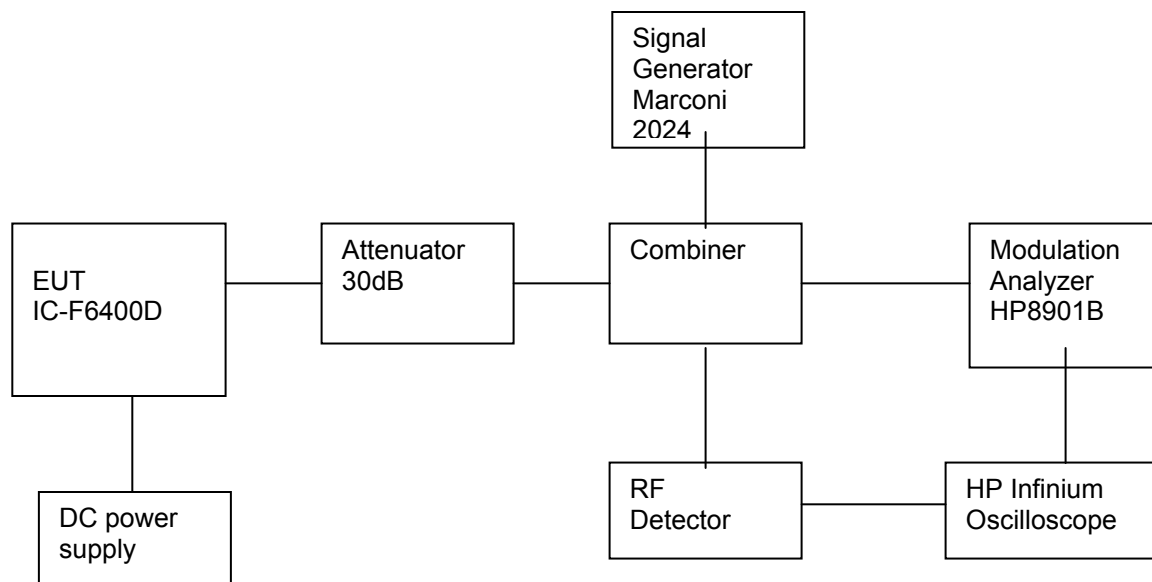 Signal
Generator
Marconi
2024
EUT
IC-F6400D
Attenuator
30dB
Combiner
Modulation
Analyzer
HP8901B
DC power
supply
RF
Detector
HP Infinium
Oscilloscope